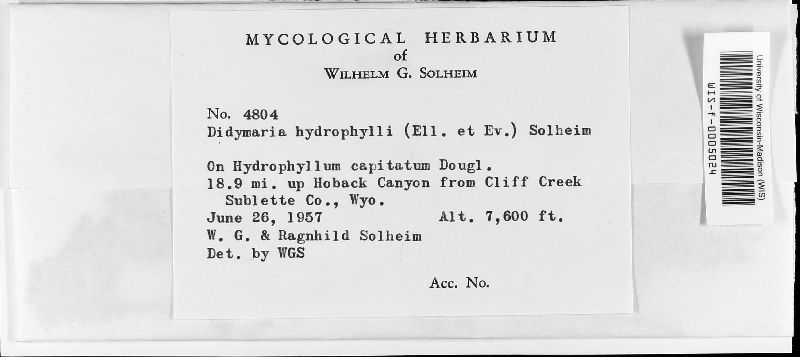 MYCOLOGICAL HERBARIUM
of
WILHELM G. SOLHEIM
No. 4804
Didymaria hydrophylli (Ell. et Ev.) Solheim
On Hydrophyllum capitatum Dougl.
18.9 mi. up Hoback Canyon from Cliff Creek
Sublette Co., Wyo.
June 26, 1957 Alt. 7,600 ft.
W. G. & Ragnhild Solheim
Det. by WGS
Acc. No.
University of Wisconsin-Madison (WIS)
WIS-f-0005024